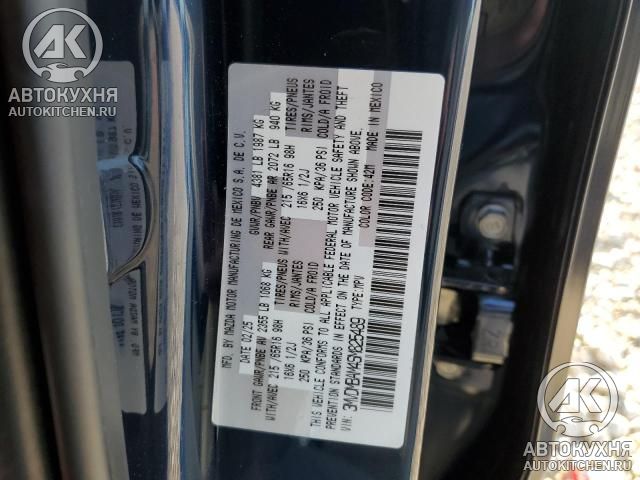 АК
АВТОКУХНЯ
AUTOKITCHEN.RU
MFD. BY MAZDA MOTOR MANUFACTURING DE MEXICO S.A. DE C.V.
DATE 02/25 GVWR/PNBV 4381 LB 1987 KG
FRONT GAWR/PNBE AV 2355 LB 1068 KG REAR GAWR/PNBE AR 2072 LB 940 KG
215 /65R16 98H TIRES/PNEUS WITH/AVEC 215 /65R16 98H TIRES/PNEUS
16X6 1/2J RIMS/JANTES 16X6 1/2J RIMS/JANTES
250 KPA/36 PSI COLD/A FROID 250 KPA/36 PSI COLD/A FROID
THIS VEHICLE CONFORMS TO ALL APPLICABLE FEDERAL MOTOR VEHICLE SAFETY AND THEFT
PREVENTION STANDARDS IN EFFECT ON THE DATE OF MANUFACTURE SHOWN ABOVE.
VIN: TYPE:MPV COLOR CODE:42M MADE IN MEXICO
АК
АВТОКУХНЯ
AUTOKITCHEN.RU